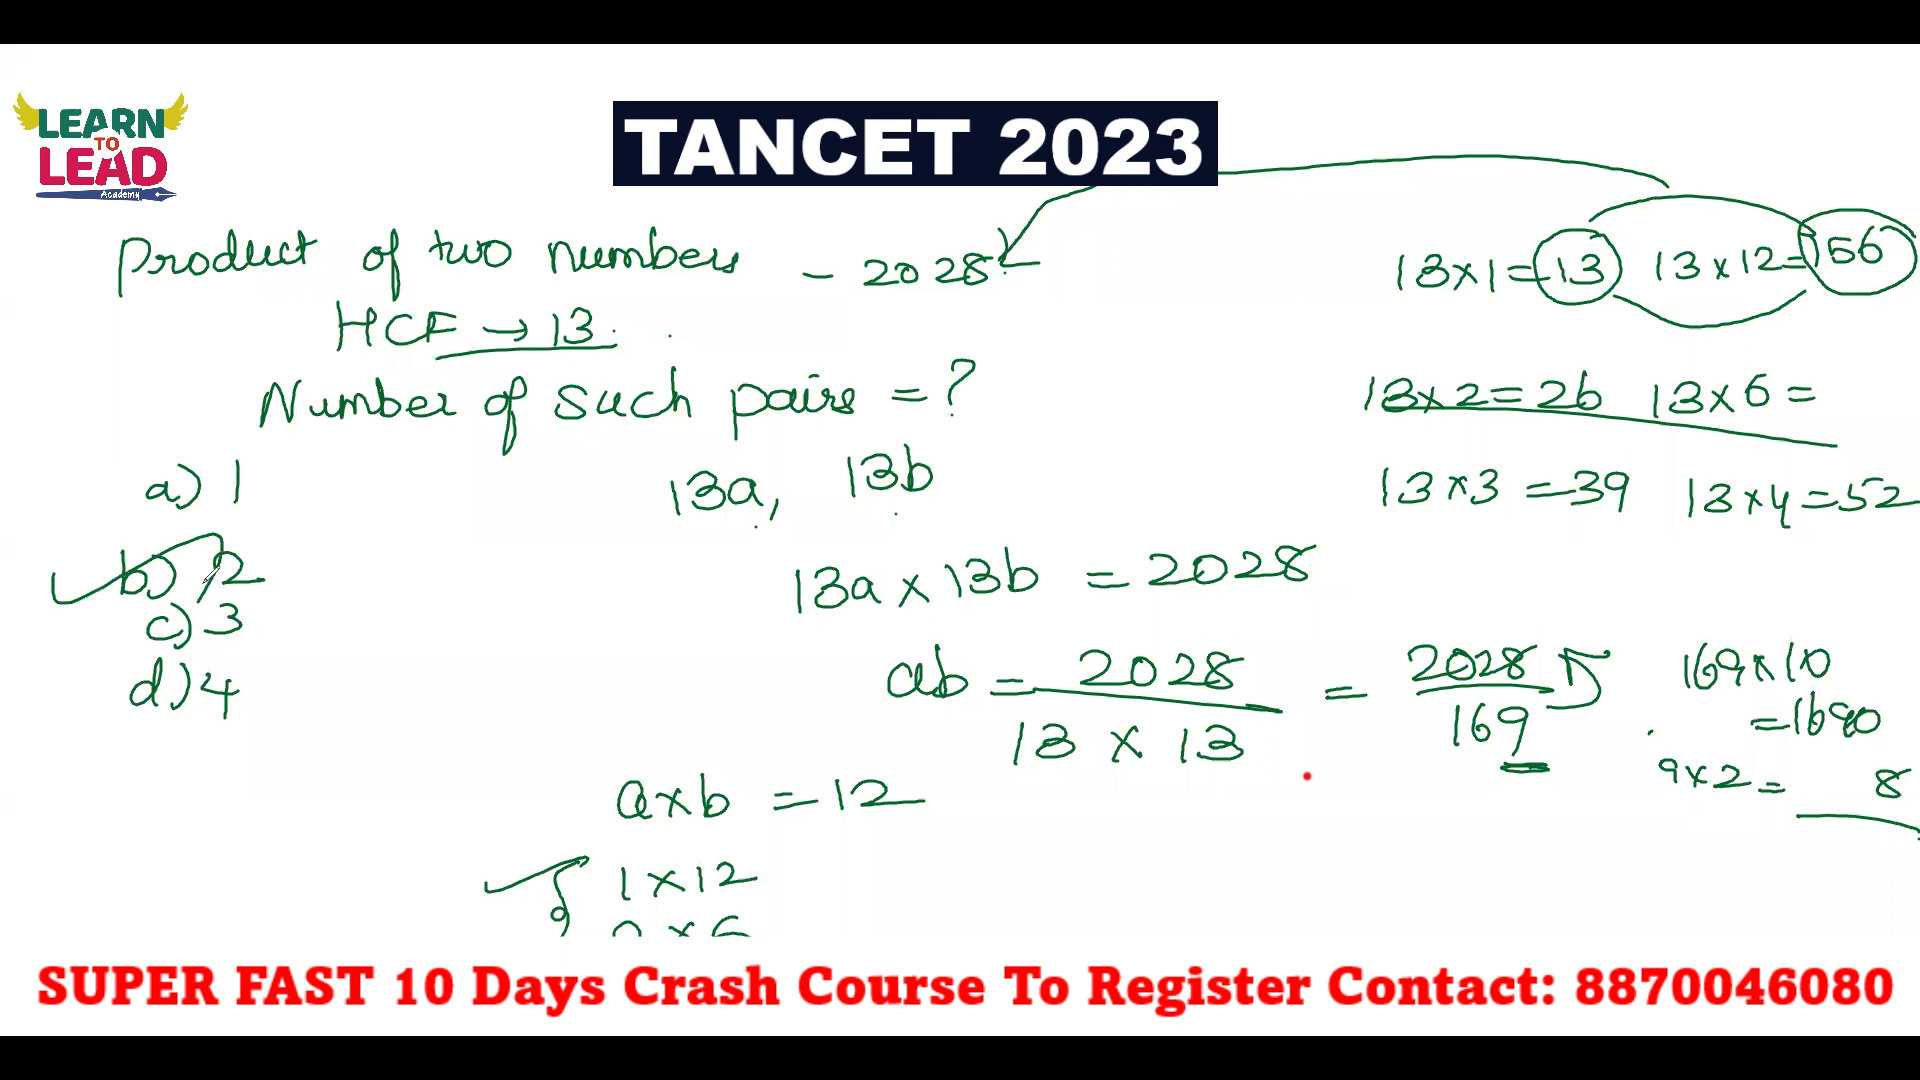 LEARN
TO
LEAD
Academy
TANCET 2023
Product of two numbers - 2028
HCF → 13
Number of such pairs = ?
a) 1
b) 2
c) 3
d) 4
13a, 13b
13a x 13b = 2028
ab = 2028 / 13 x 13 = 2028 / 169
a x b = 12
1 x 12
2 x 6
13 x 1 = 13 13 x 12 = 156
13 x 2 = 26 13 x 6 =
13 x 3 = 39 13 x 4 = 52
169 x 10
= 1690
9 x 2 = 8
SUPER FAST 10 Days Crash Course To Register Contact: 8870046080